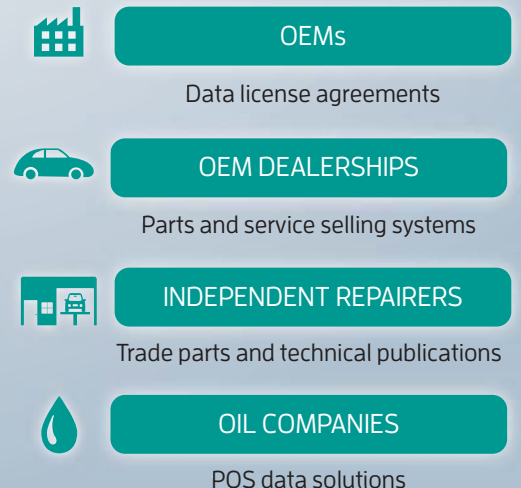 OEMs
Data license agreements
OEM DEALERSHIPS
Parts and service selling systems
INDEPENDENT REPAIRERS
Trade parts and technical publications
OIL COMPANIES
POS data solutions